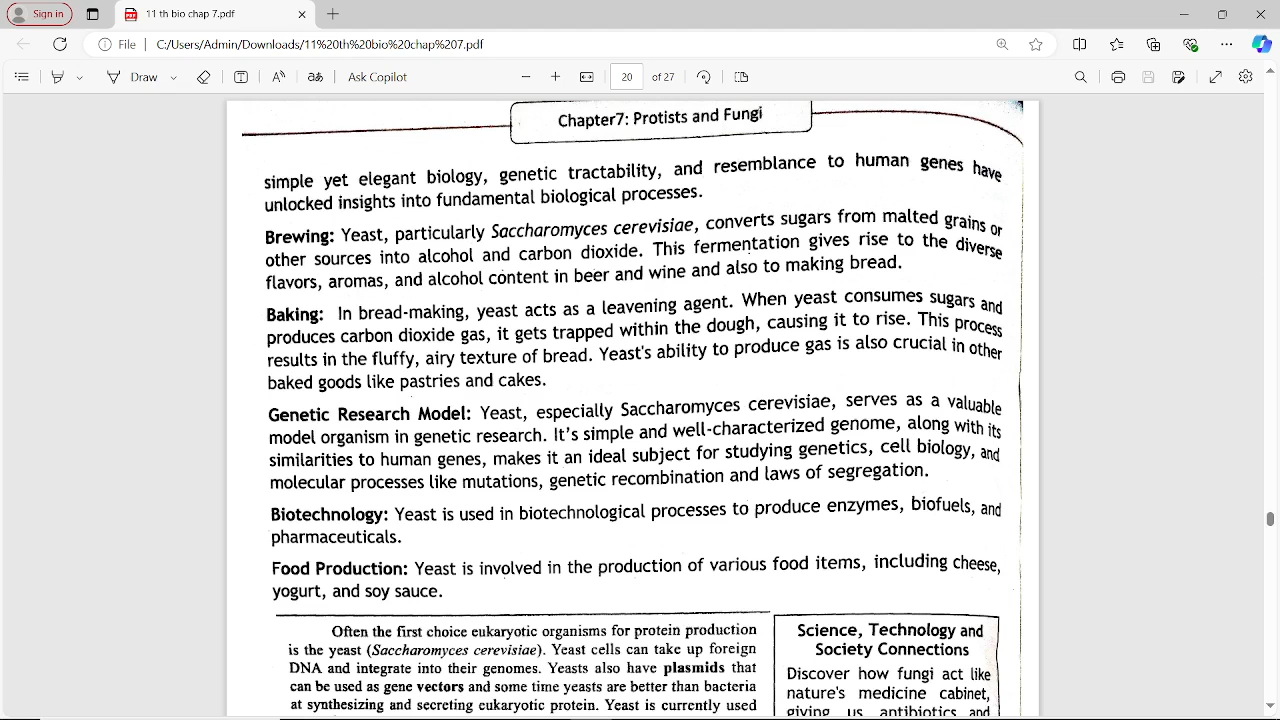 Sign in
11 th bio chap 7.pdf
File
C:/Users/Admin/Downloads/11%20th%20bio%20chap%207.pdf
Draw
Ask Copilot
20 of 27
Chapter7: Protists and Fungi
simple yet elegant biology, genetic tractability, and resemblance to human genes have
unlocked insights into fundamental biological processes.
Brewing: Yeast, particularly Saccharomyces cerevisiae, converts sugars from malted grains or
other sources into alcohol and carbon dioxide. This fermentation gives rise to the diverse
flavors, aromas, and alcohol content in beer and wine and also to making bread.
Baking: In bread-making, yeast acts as a leavening agent. When yeast consumes sugars and
produces carbon dioxide gas, it gets trapped within the dough, causing it to rise. This process
results in the fluffy, airy texture of bread. Yeast's ability to produce gas is also crucial in other
baked goods like pastries and cakes.
Genetic Research Model: Yeast, especially Saccharomyces cerevisiae, serves as a valuable
model organism in genetic research. It's simple and well-characterized genome, along with its
similarities to human genes, makes it an ideal subject for studying genetics, cell biology, and
molecular processes like mutations, genetic recombination and laws of segregation.
Biotechnology: Yeast is used in biotechnological processes to produce enzymes, biofuels, and
pharmaceuticals.
Food Production: Yeast is involved in the production of various food items, including cheese,
yogurt, and soy sauce.
Often the first choice eukaryotic organisms for protein production
is the yeast (Saccharomyces cerevisiae). Yeast cells can take up foreign
DNA and integrate into their genomes. Yeasts also have plasmids that
can be used as gene vectors and some time yeasts are better than bacteria
at synthesizing and secreting eukaryotic protein. Yeast is currently used
Science, Technology and
Society Connections
Discover how fungi act like
nature's medicine cabinet,
giving us antibiotics and